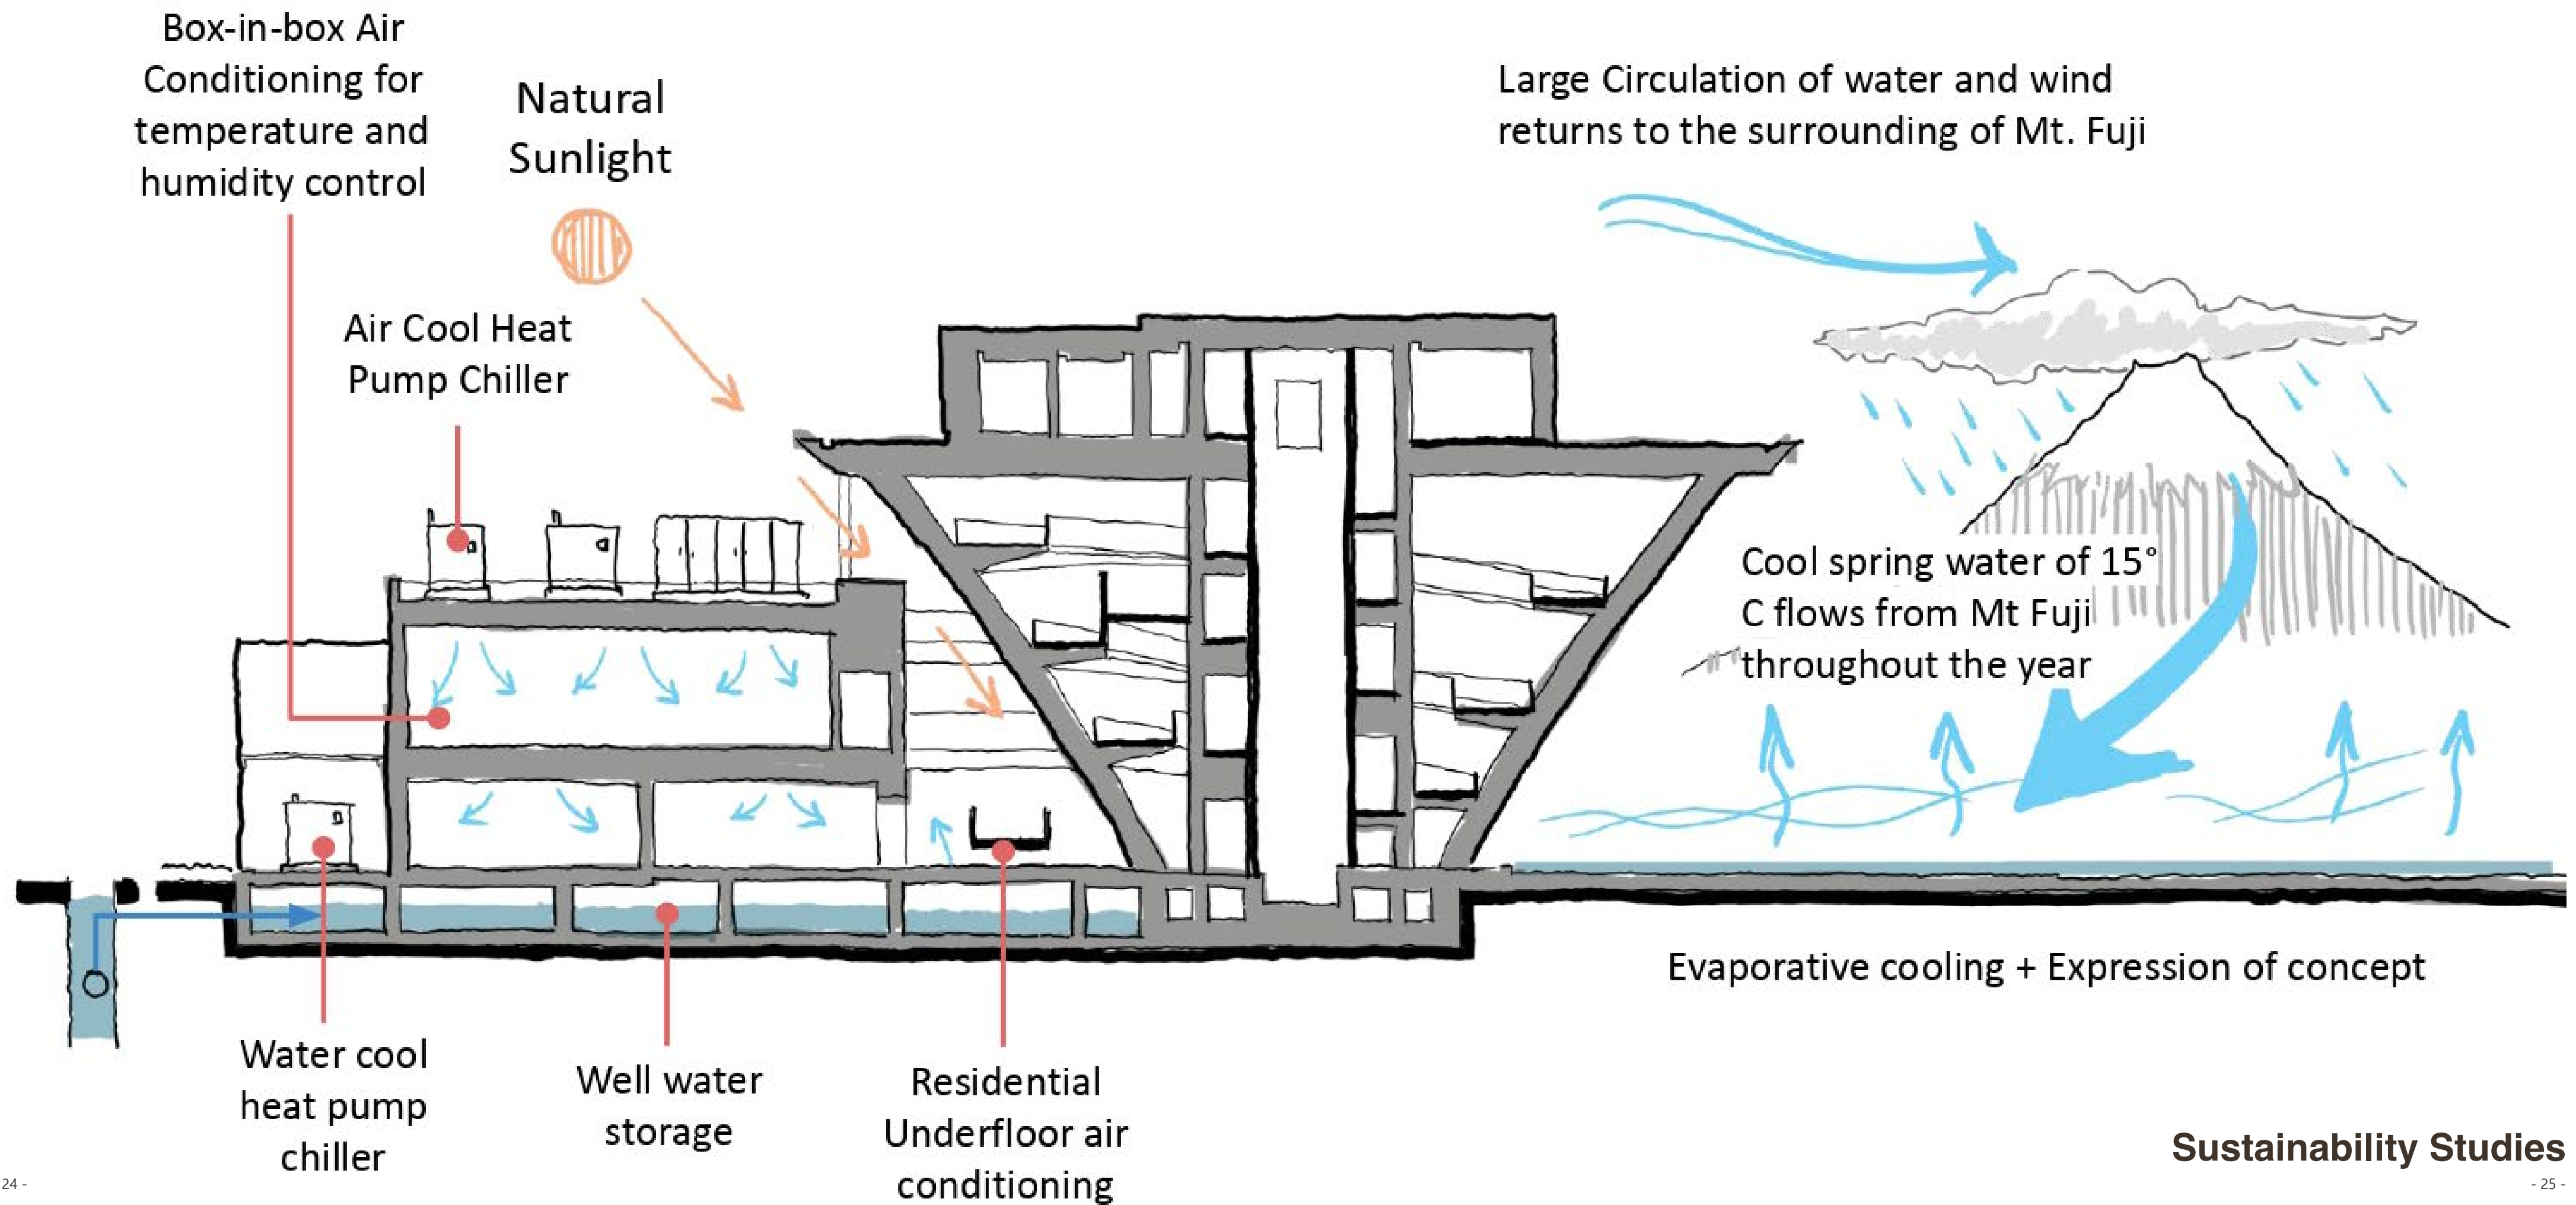 Box-in-box Air
Conditioning for
temperature and
humidity control
Natural
Sunlight
Large Circulation of water and wind
returns to the surrounding of Mt. Fuji
Air Cool Heat
Pump Chiller
Cool spring water of 15°
C flows from Mt Fuji
throughout the year
Evaporative cooling + Expression of concept
Water cool
heat pump
chiller
Well water
storage
Residential
Underfloor air
conditioning
Sustainability Studies
24 -
- 25 -